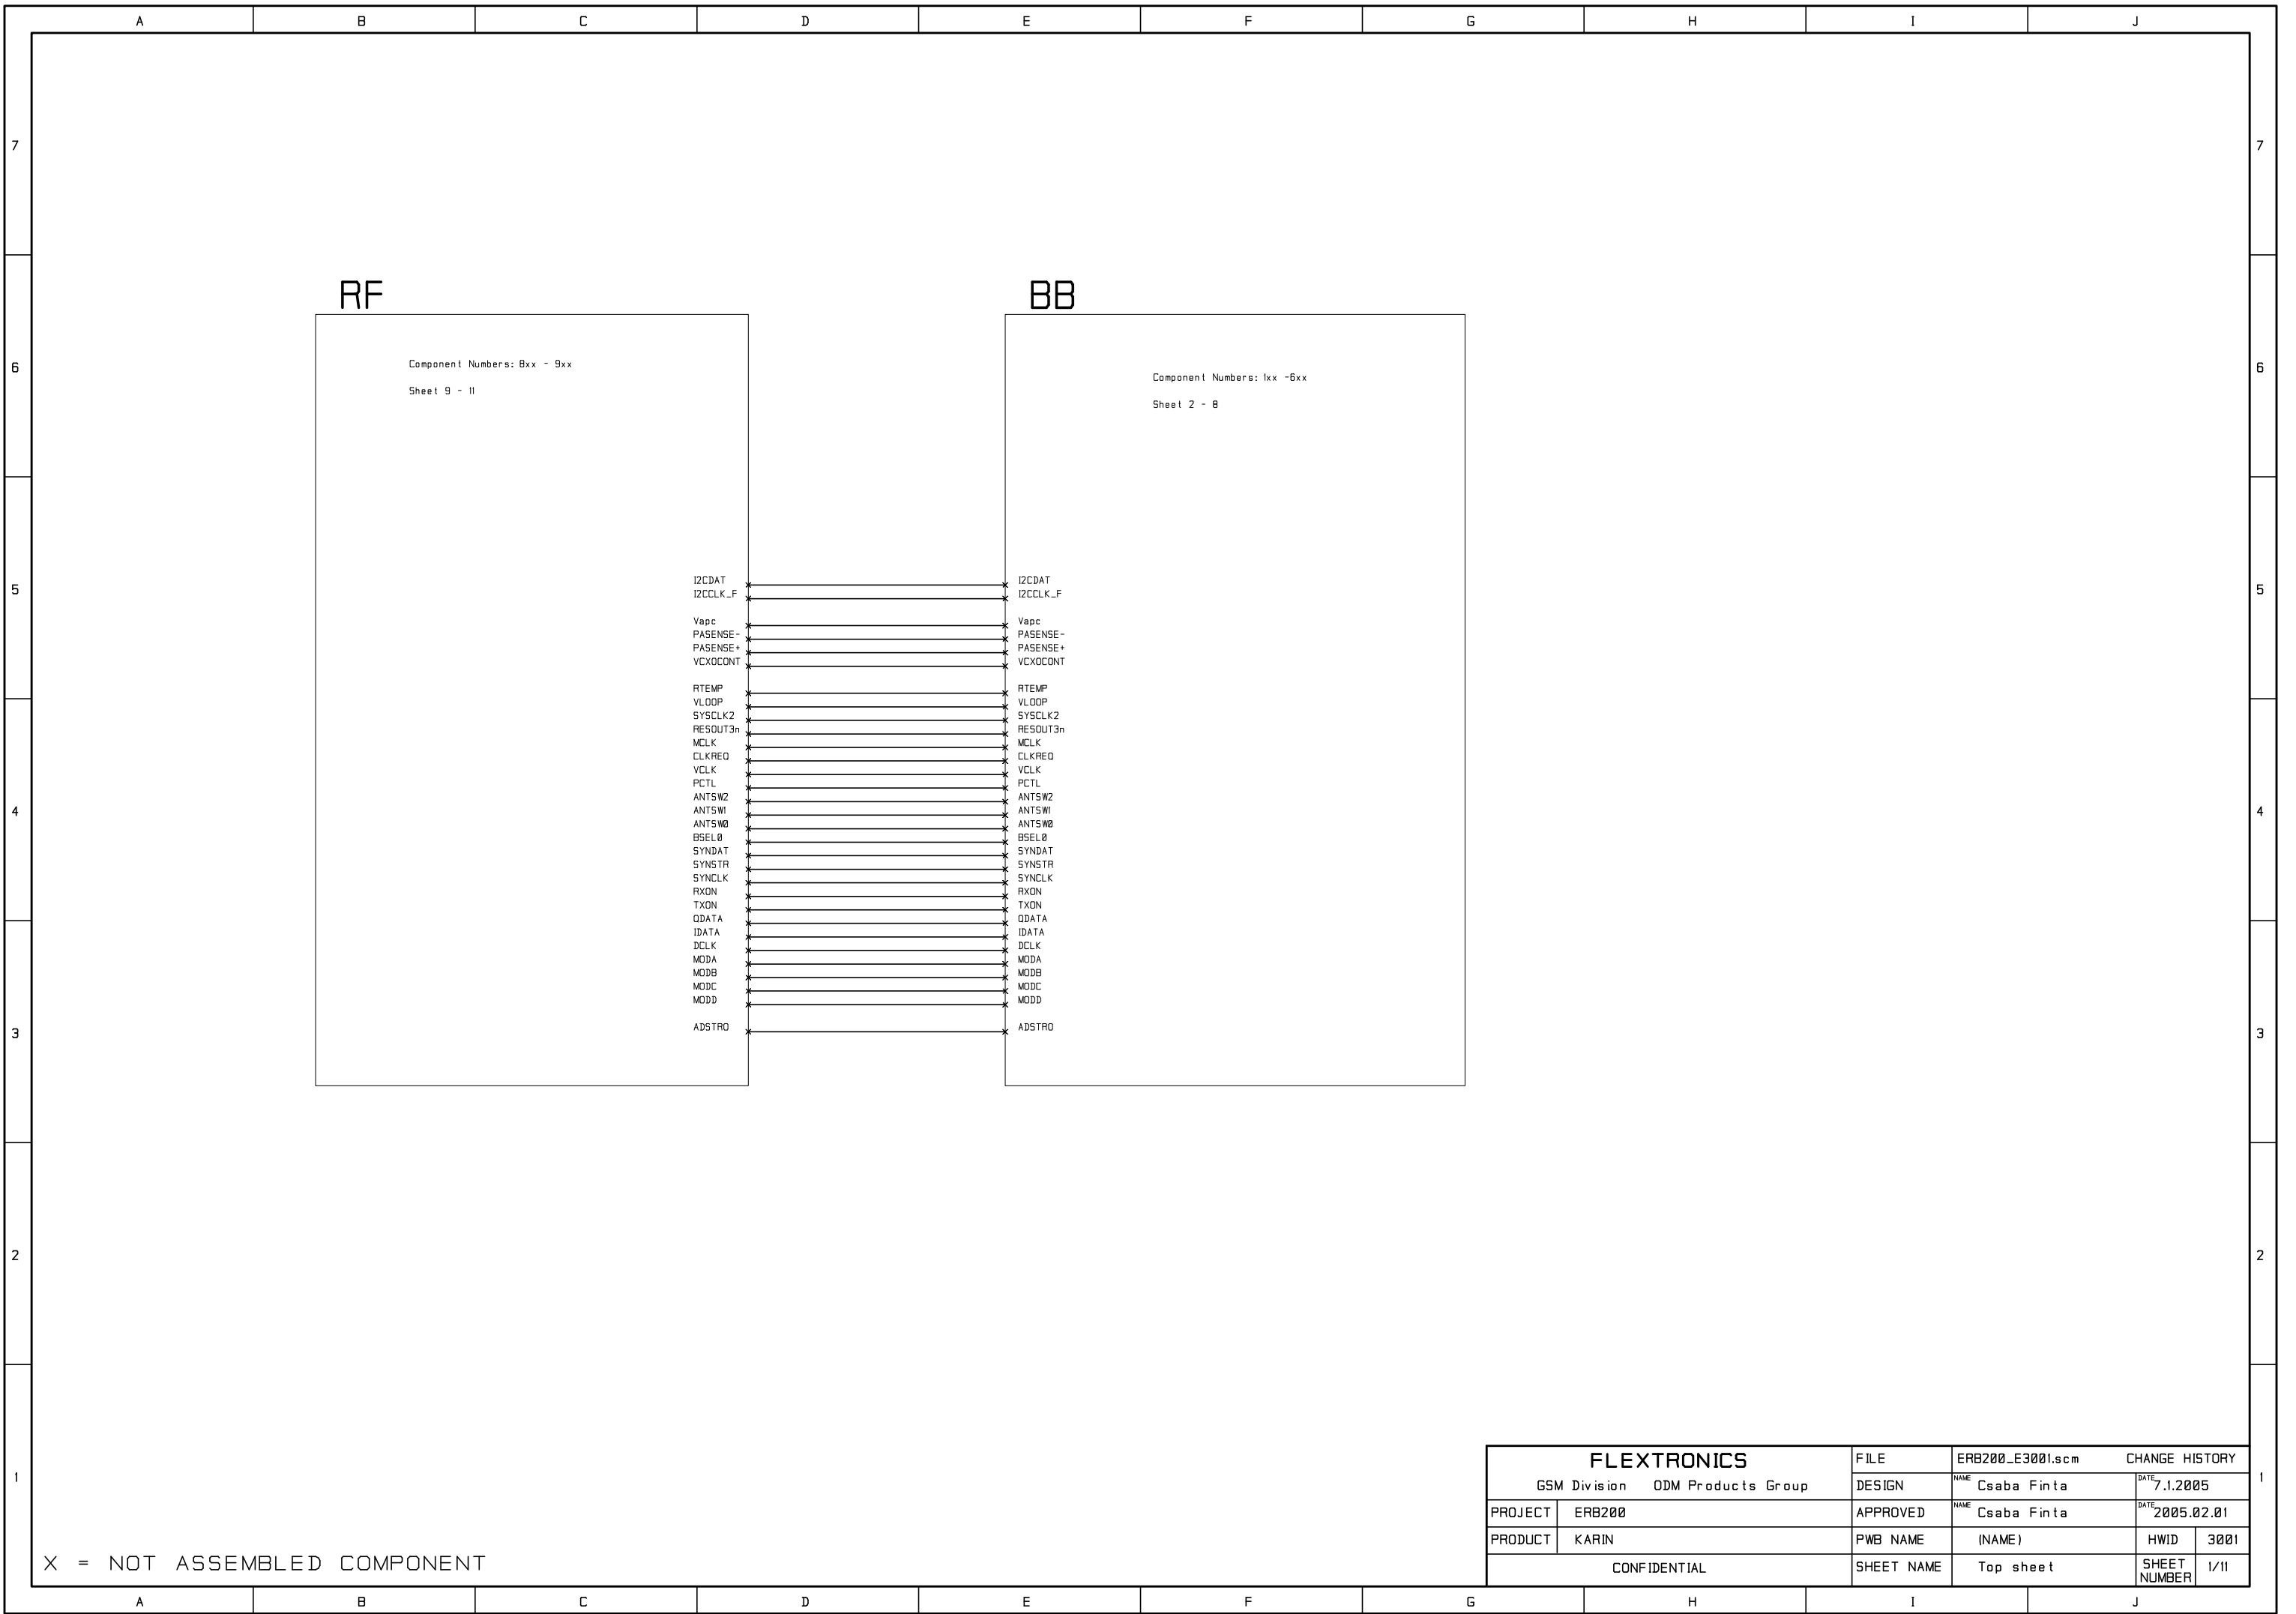 A B C D E F G H I J
7 7
RF BB
6 6
Component Numbers: 8xx - 9xx
Sheet 9 - 11
Component Numbers: 1xx -6xx
Sheet 2 - 8
5 5
I2CDAT I2CDAT
I2CCLK_F I2CCLK_F
Vapc Vapc
PASENSE- PASENSE-
PASENSE+ PASENSE+
VCXOCONT VCXOCONT
RTEMP RTEMP
VLOOP VLOOP
SYSCLK2 SYSCLK2
RESOUT3n RESOUT3n
MCLK MCLK
CLKREQ CLKREQ
VCLK VCLK
PCTL PCTL
ANTSW2 ANTSW2
4 4
ANTSW1 ANTSW1
ANTSW0 ANTSW0
BSEL0 BSEL0
SYNDAT SYNDAT
SYNSTR SYNSTR
SYNCLK SYNCLK
RXON RXON
TXON TXON
QDATA QDATA
IDATA IDATA
DCLK DCLK
MODA MODA
MODB MODB
MODC MODC
MODD MODD
ADSTRO ADSTRO
3 3
2 2
1 1
FLEXTRONICS
GSM Division ODM Products Group
PROJECT ERB200
PRODUCT KARIN
CONFIDENTIAL
FILE ERB200_E3001.scm CHANGE HISTORY
DESIGN NAME Csaba Finta DATE 7.1.2005
APPROVED NAME Csaba Finta DATE 2005.02.01
PWB NAME (NAME) HWID 3001
SHEET NAME Top sheet SHEET NUMBER 1/11
X = NOT ASSEMBLED COMPONENT
A B C D E F G H I J